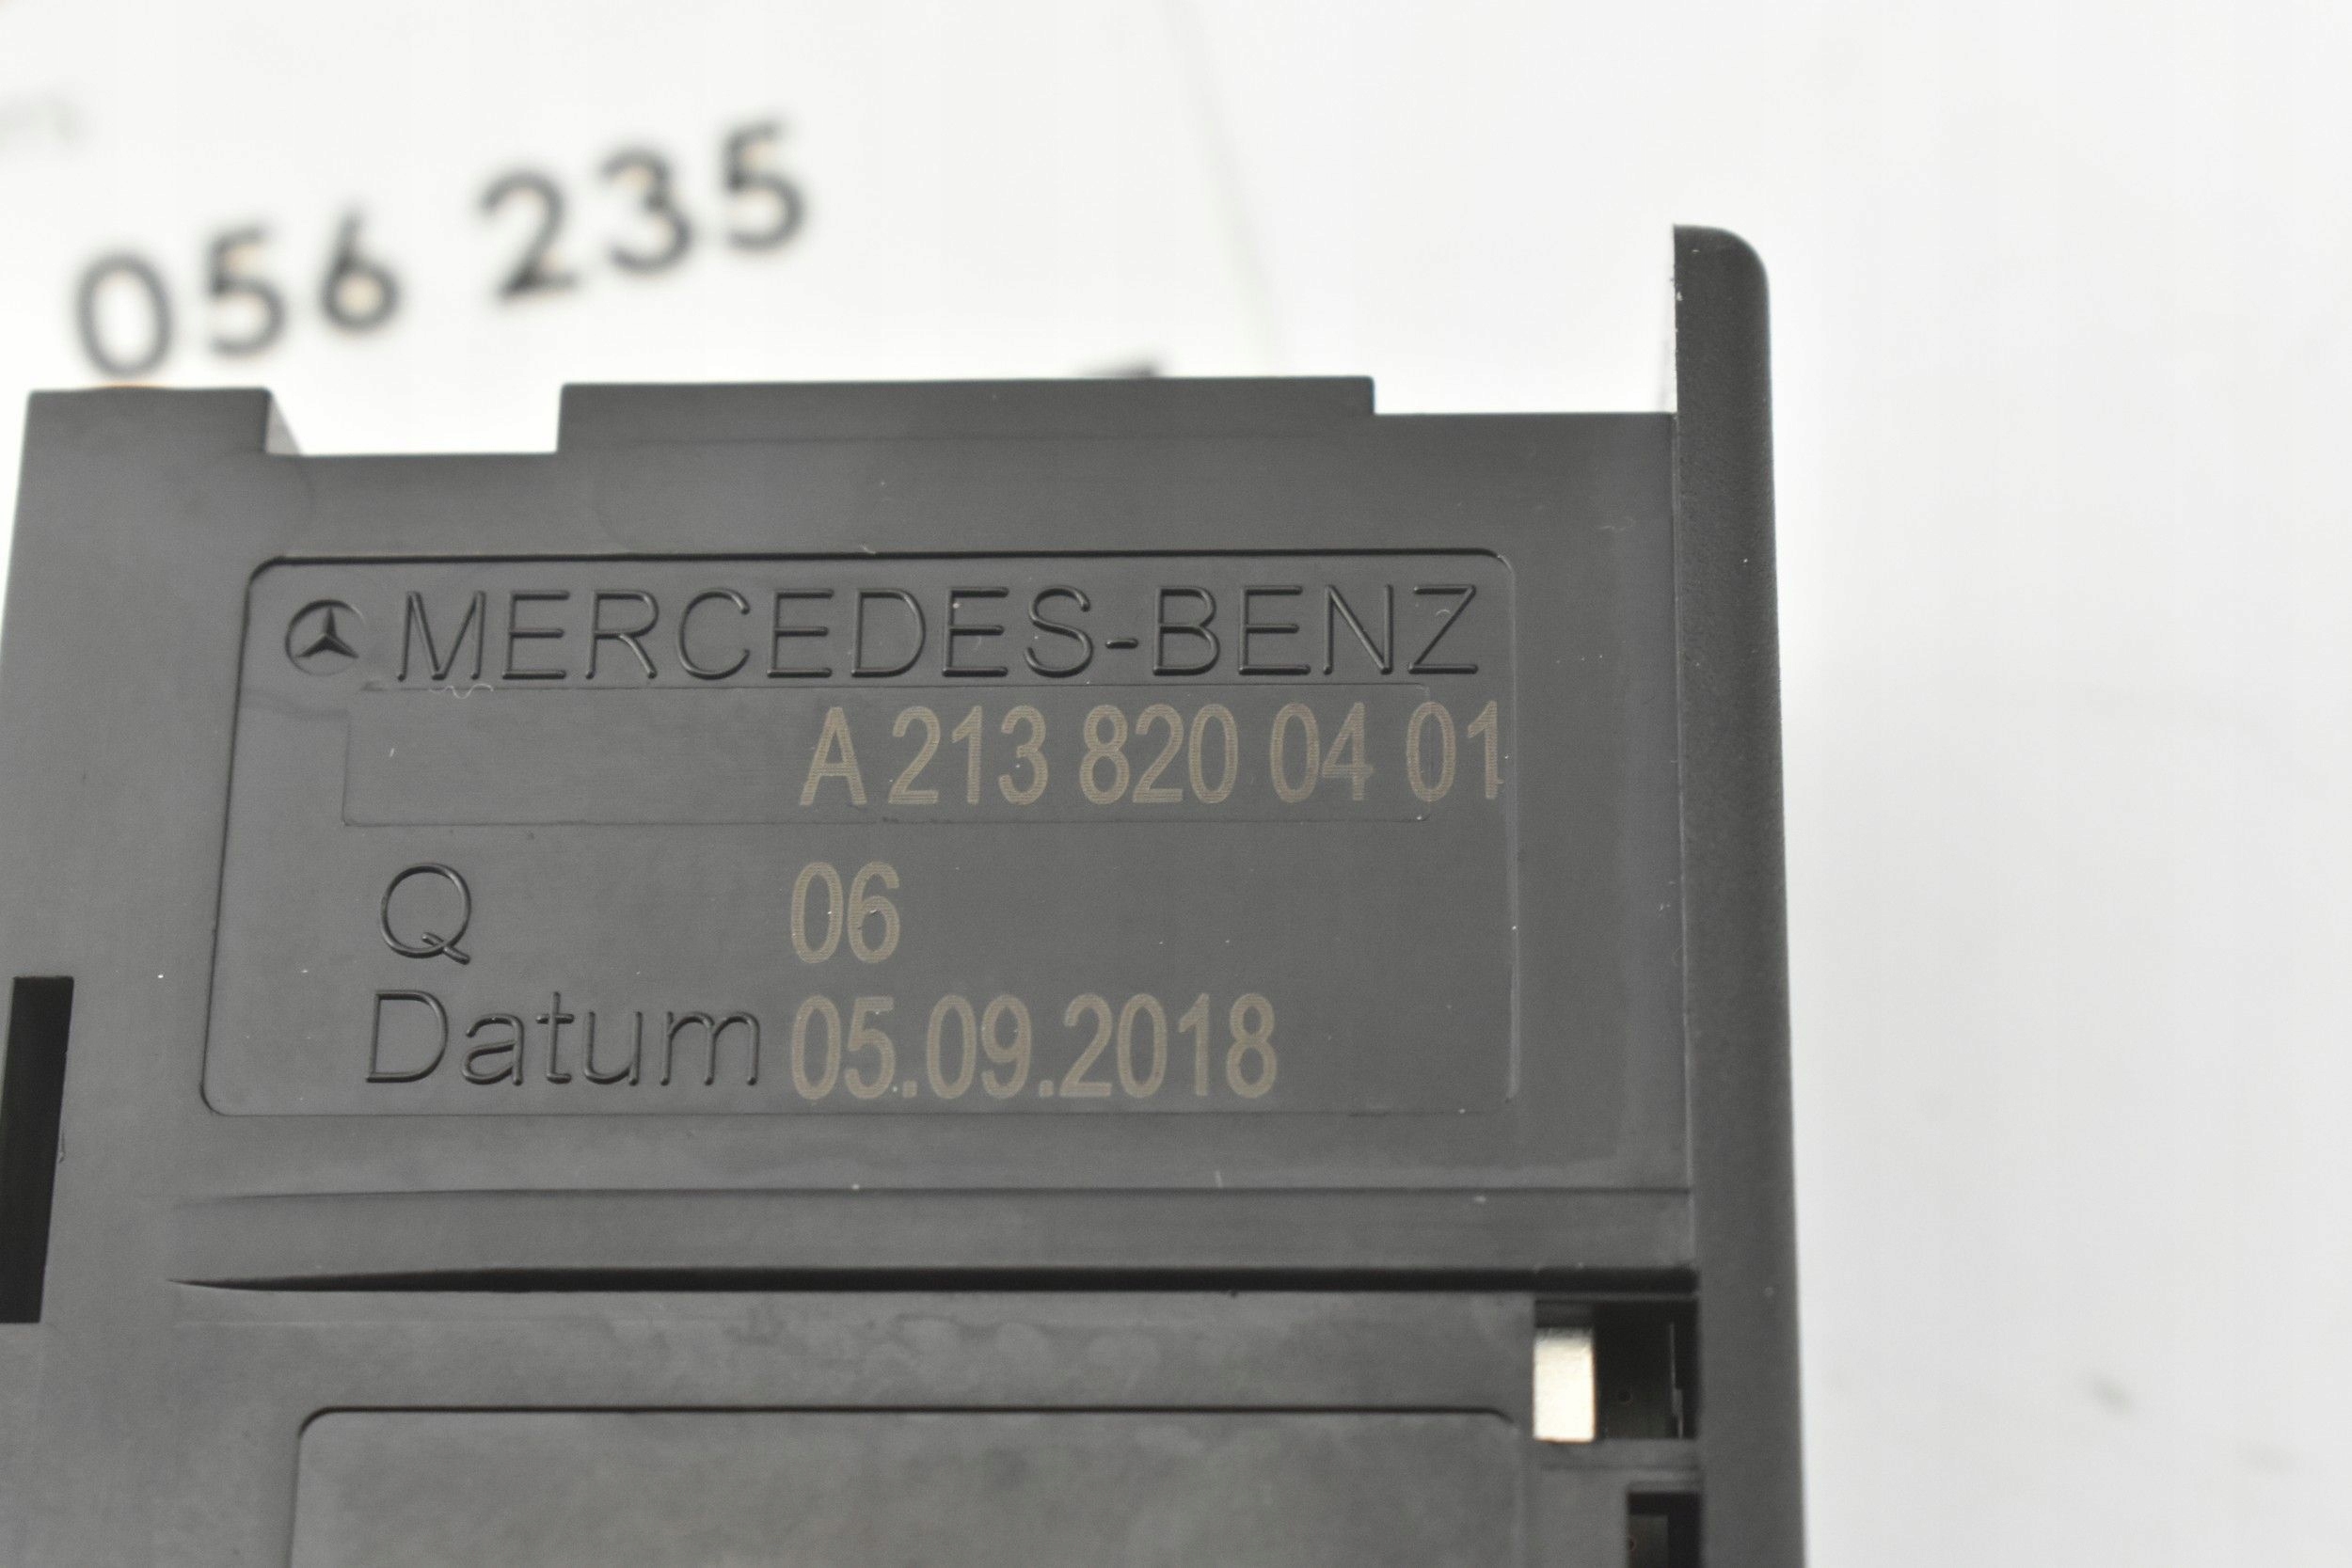 056 235
MERCEDES-BENZ
A 213 820 04 01
Q 06
Datum 05.09.2018